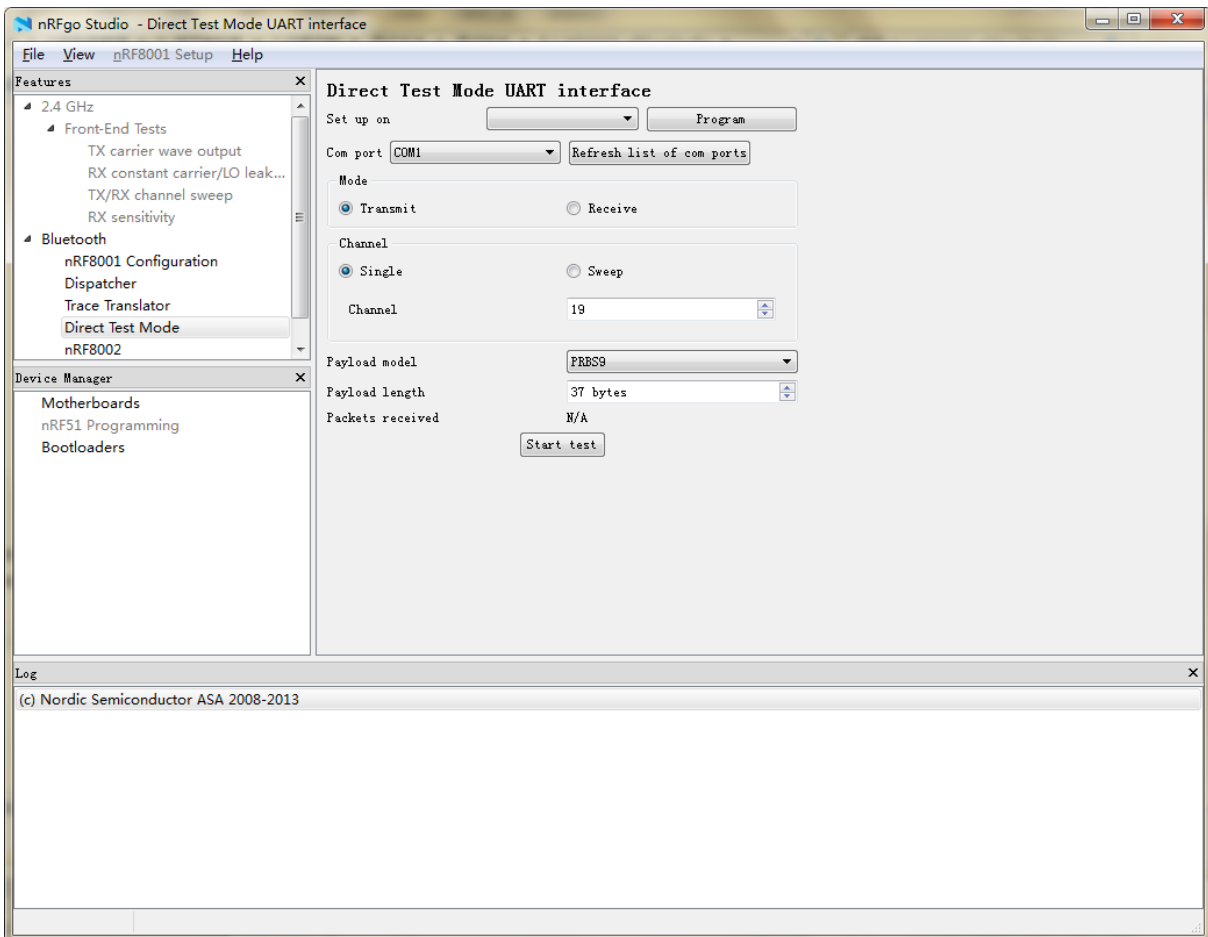 nRFgo Studio - Direct Test Mode UART interface
File View nRF8001 Setup Help
Features
2.4 GHz
Front-End Tests
TX carrier wave output
RX constant carrier/LO leak...
TX/RX channel sweep
RX sensitivity
Bluetooth
nRF8001 Configuration
Dispatcher
Trace Translator
Direct Test Mode
nRF8002
Device Manager
Motherboards
nRF51 Programming
Bootloaders
Direct Test Mode UART interface
Set up on Program
Com port COM1 Refresh list of com ports
Mode
Transmit Receive
Channel
Single Sweep
Channel 19
Payload model PRBS9
Payload length 37 bytes
Packets received N/A
Start test
Log
(c) Nordic Semiconductor ASA 2008-2013